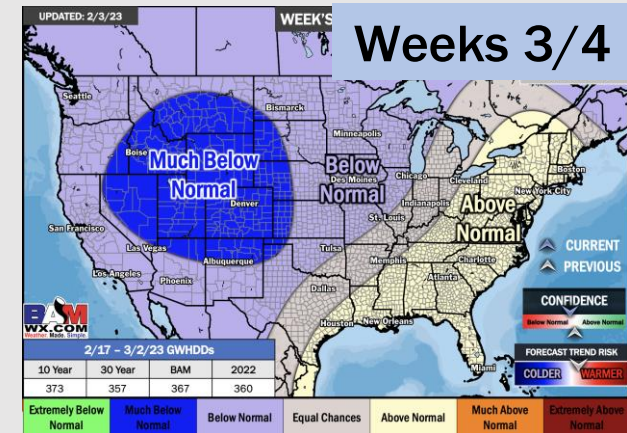 UPDATED: 2/3/23
WEEK'S
Weeks 3/4
Seattle
Bismarck
Minneapolis
Boise
Much Below
Normal
Below
Des Moines
Normal
Chicago
Cleveland
Boston
New York City
Denver
Indianapolis
Above
Normal
St. Louis
San Francisco
Las Vegas
Tulsa
Los Angeles
Albuquerque
Memphis
Charlotte
Phoenix
Atlanta
Dallas
Houston
New Orleans
Miami
CURRENT
PREVIOUS
CONFIDENCE
Below Normal Above Normal
FORECAST TREND RISK
COLDER WARMER
BAM
WX.COM
Weather. Made. Simple.
2/17 – 3/2/23 GWHDDs
10 Year 30 Year BAM 2022
373 357 367 360
Extremely Below Normal
Much Below Normal
Below Normal
Equal Chances
Above Normal
Much Above Normal
Extremely Above Normal